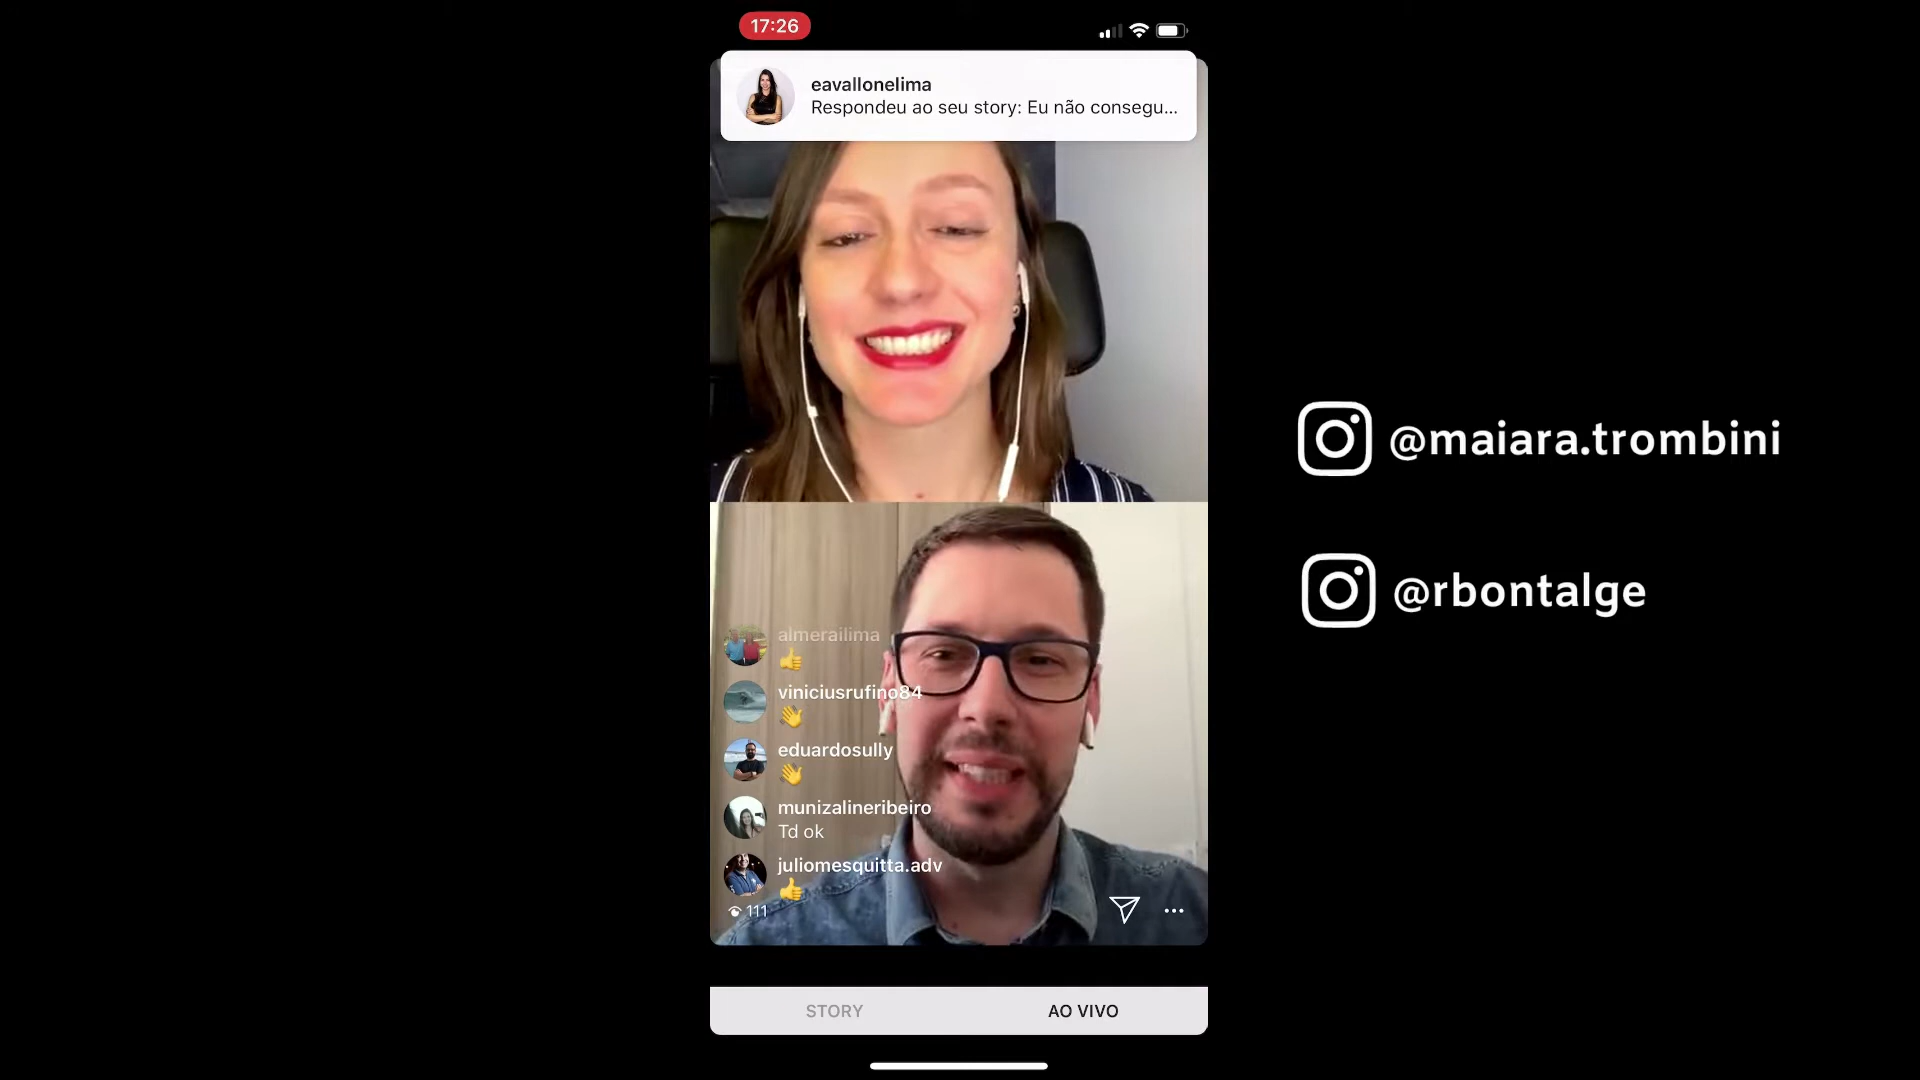 17:26
eavallonelima
Respondeu ao seu story: Eu não consegu...
@maiara.trombini
@rbontalge
almerailima
👍
viniciusrufino84
👋
eduardosully
👋
munizalineribeiro
Td ok
juliomesquitta.adv
👍
111
STORY
AO VIVO